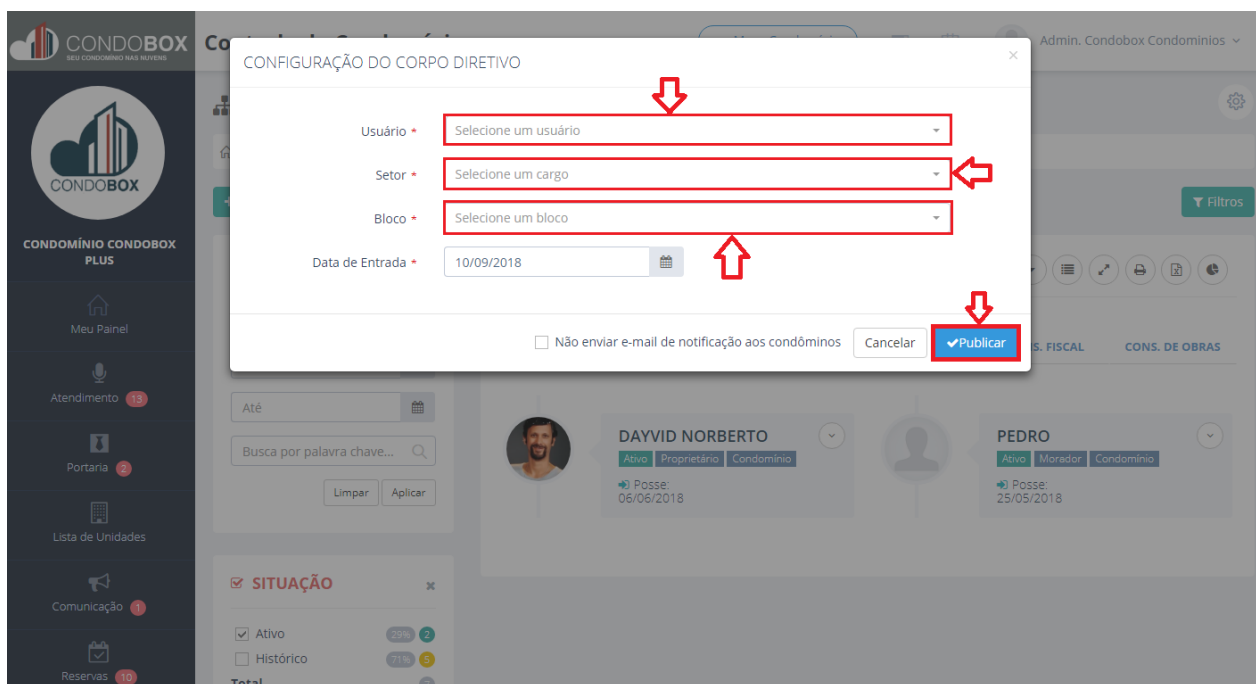 CONDOBOX
SEU CONDOMÍNIO NAS NUVENS
Admin. Condobox Condominios
CONFIGURAÇÃO DO CORPO DIRETIVO
×
Usuário * Selecione um usuário
Setor * Selecione um cargo
Bloco * Selecione um bloco
Data de Entrada * 10/09/2018
Não enviar e-mail de notificação aos condôminos Cancelar Publicar
CONDOBOX
CONDOMÍNIO CONDOBOX
PLUS
Meu Painel
Atendimento 13
Portaria 2
Lista de Unidades
Comunicação 1
Reservas 10
Filtros
FISCAL CONS. DE OBRAS
Até
Busca por palavra chave...
Limpar Aplicar
SITUAÇÃO
Ativo 29% 2
Histórico 71% 5
Total 7
DAYVID NORBERTO
Ativo Proprietário Condomínio
Posse:
06/06/2018
PEDRO
Ativo Morador Condomínio
Posse:
25/05/2018